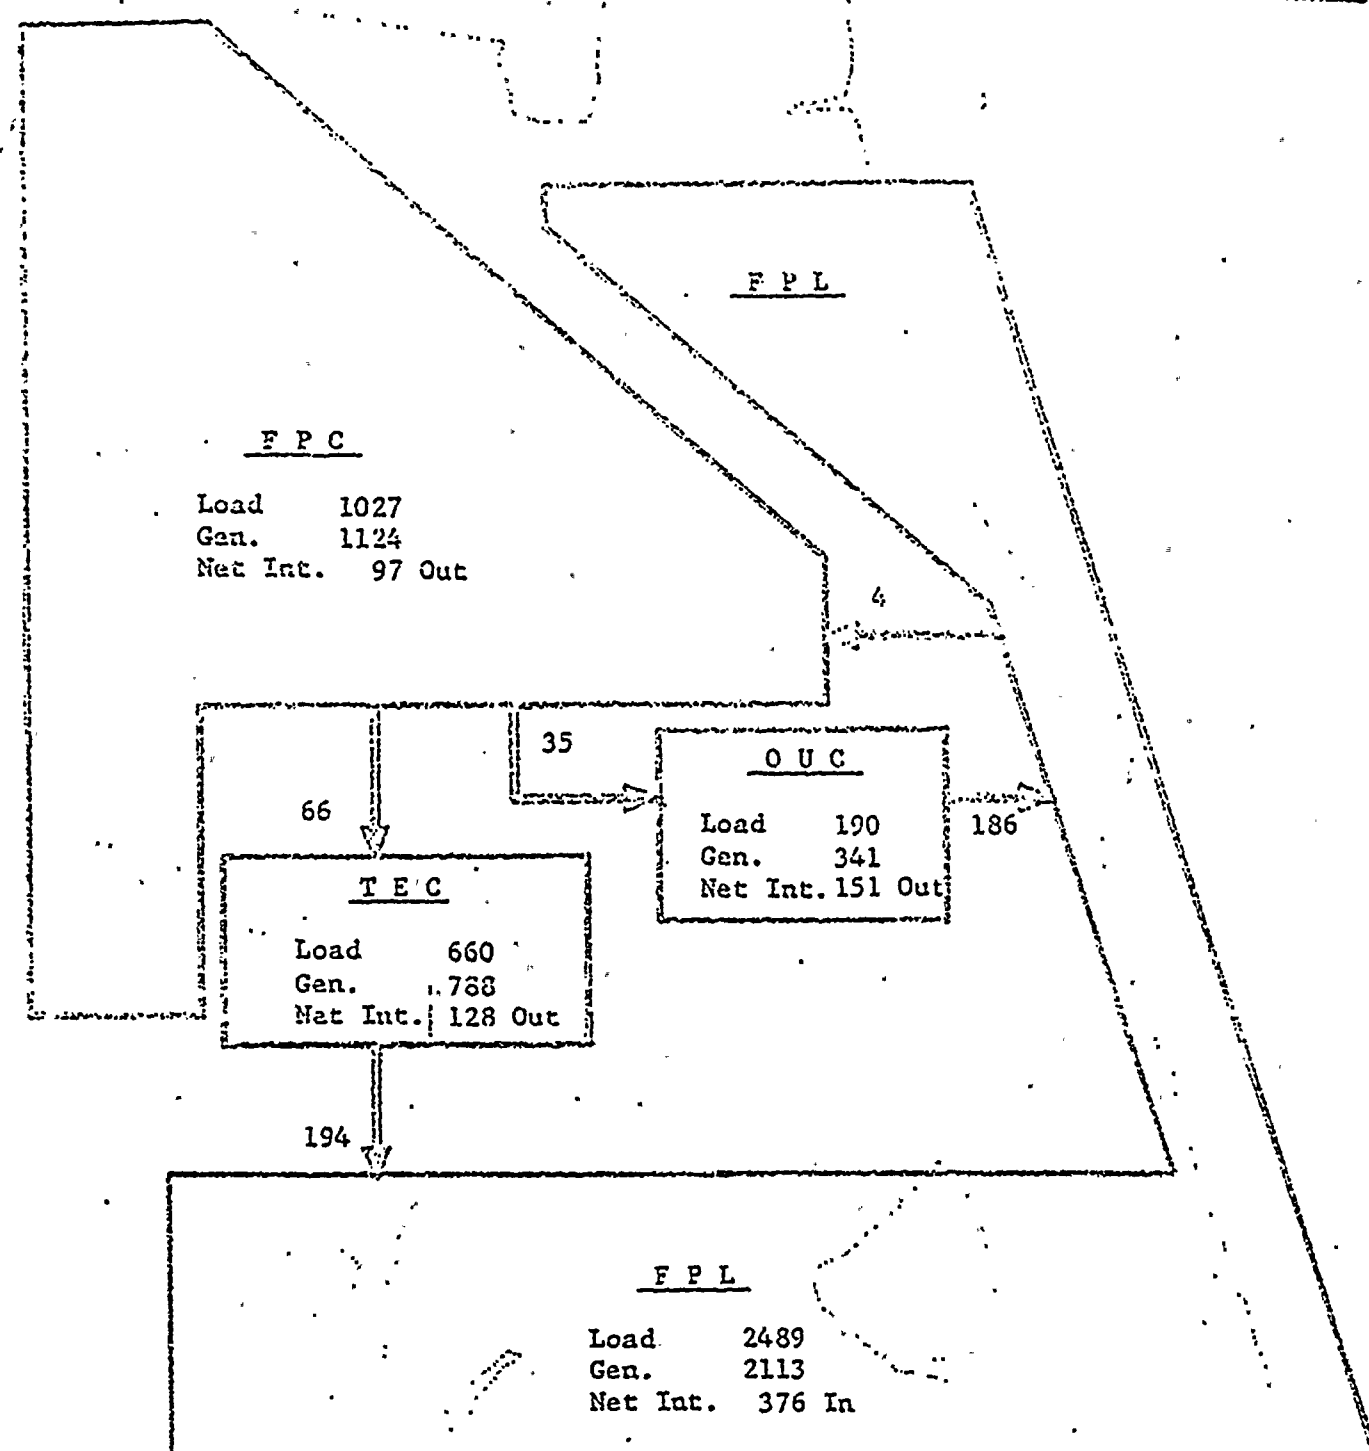 F P L
F P C
Load 1027
Gen. 1124
Net Int. 97 Out
4
35
66
O U C
Load 190
Gen. 341
Net Int. 151 Out
186
T E C
Load 660
Gen. 788
Net Int. 128 Out
194
F P L
Load 2489
Gen. 2113
Net Int. 376 In